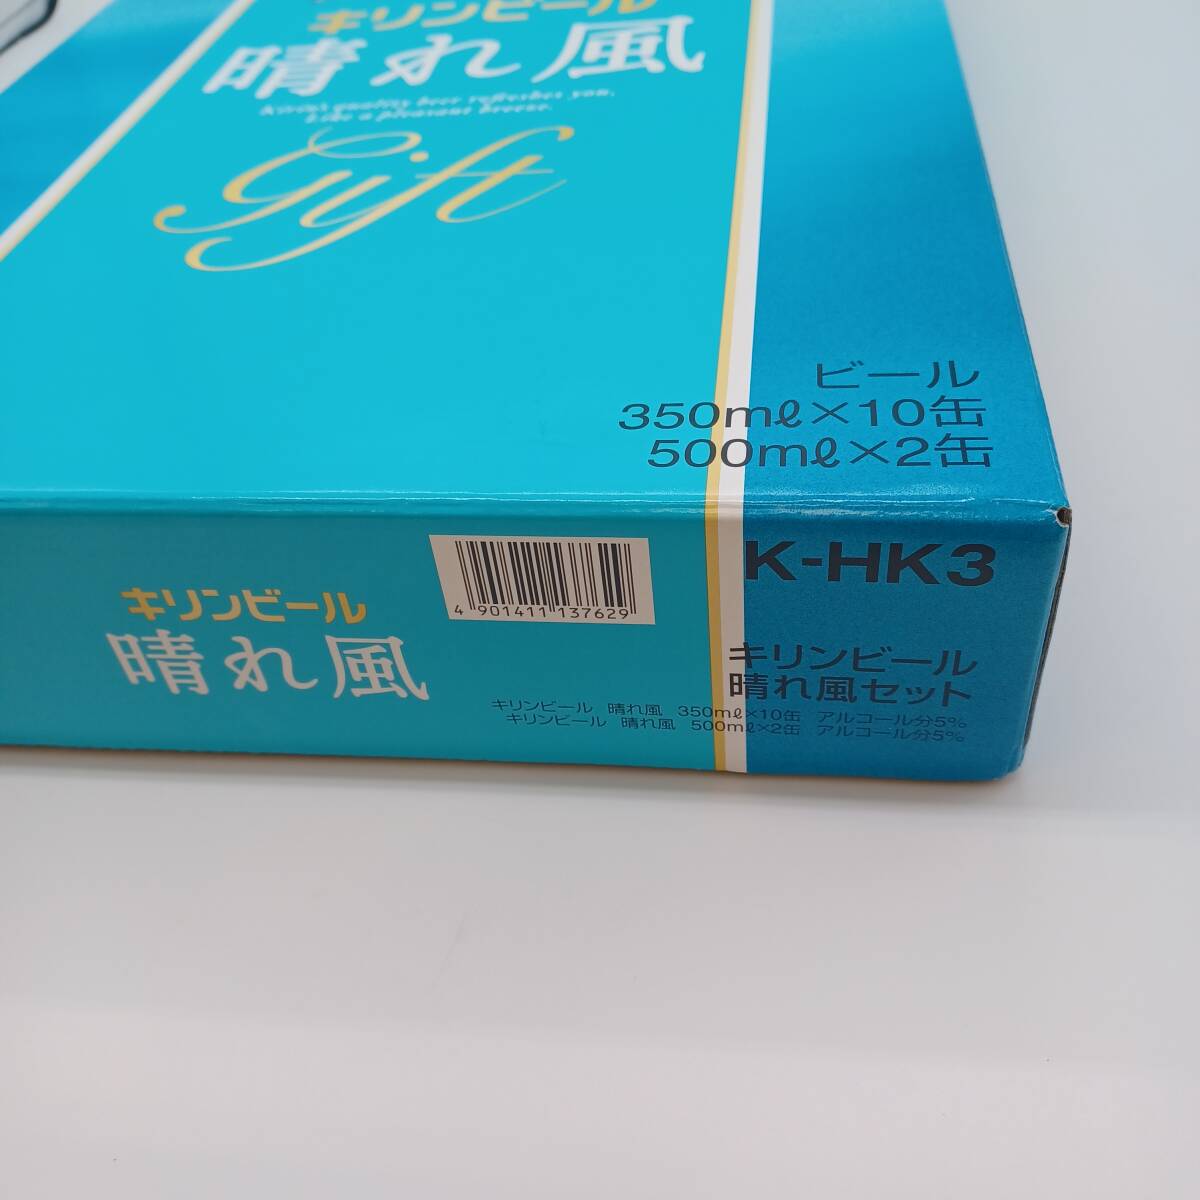 キリンビール
晴れ風
Kirin's quality beer refreshes you,
Like a pleasant breeze.
Gift
ビール
350mℓ×10缶
500mℓ×2缶
K-HK3
4 901411 137629
キリンビール
晴れ風
キリンビール
晴れ風セット
キリンビール 晴れ風 350mℓ×10缶 アルコール分5%
キリンビール 晴れ風 500mℓ×2缶 アルコール分5%